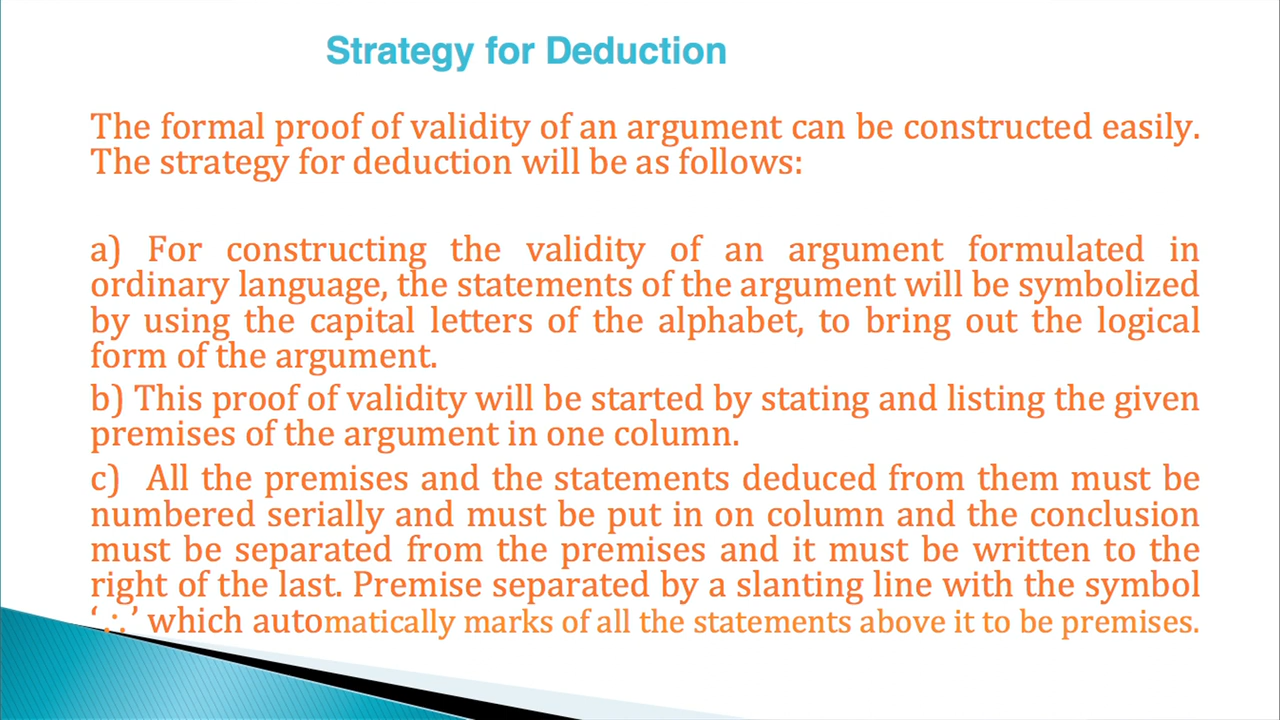 Strategy for Deduction
The formal proof of validity of an argument can be constructed easily.
The strategy for deduction will be as follows:
a) For constructing the validity of an argument formulated in
ordinary language, the statements of the argument will be symbolized
by using the capital letters of the alphabet, to bring out the logical
form of the argument.
b) This proof of validity will be started by stating and listing the given
premises of the argument in one column.
c) All the premises and the statements deduced from them must be
numbered serially and must be put in on column and the conclusion
must be separated from the premises and it must be written to the
right of the last. Premise separated by a slanting line with the symbol
‘∴’ which automatically marks of all the statements above it to be premises.